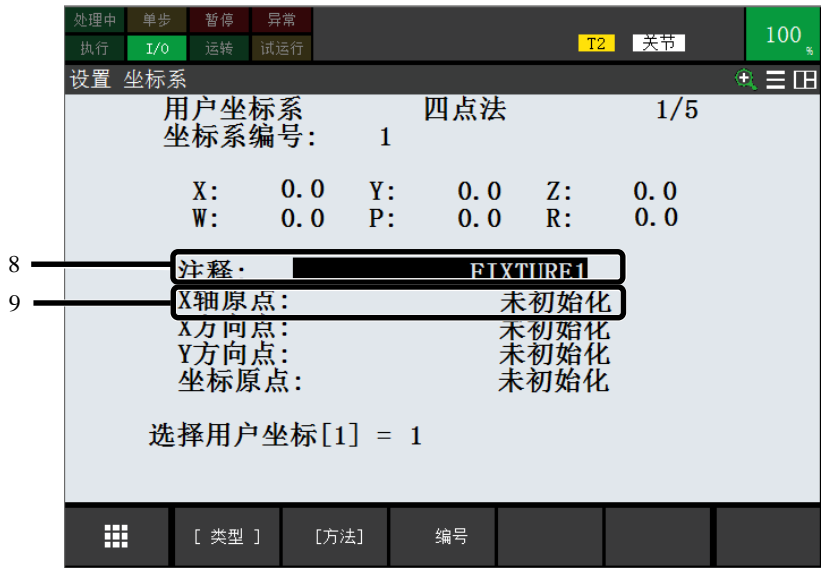 处理中 单步 暂停 异常
执行 I/O 运转 试运行
T2 关节
100 %
设置 坐标系
用户坐标系 四点法 1/5
坐标系编号: 1
X: 0.0 Y: 0.0 Z: 0.0
W: 0.0 P: 0.0 R: 0.0
8 注释: FIXTURE1
9 X轴原点: 未初始化
X方向点: 未初始化
Y方向点: 未初始化
坐标原点: 未初始化
选择用户坐标[1] = 1
[ 类型 ] [方法] 编号